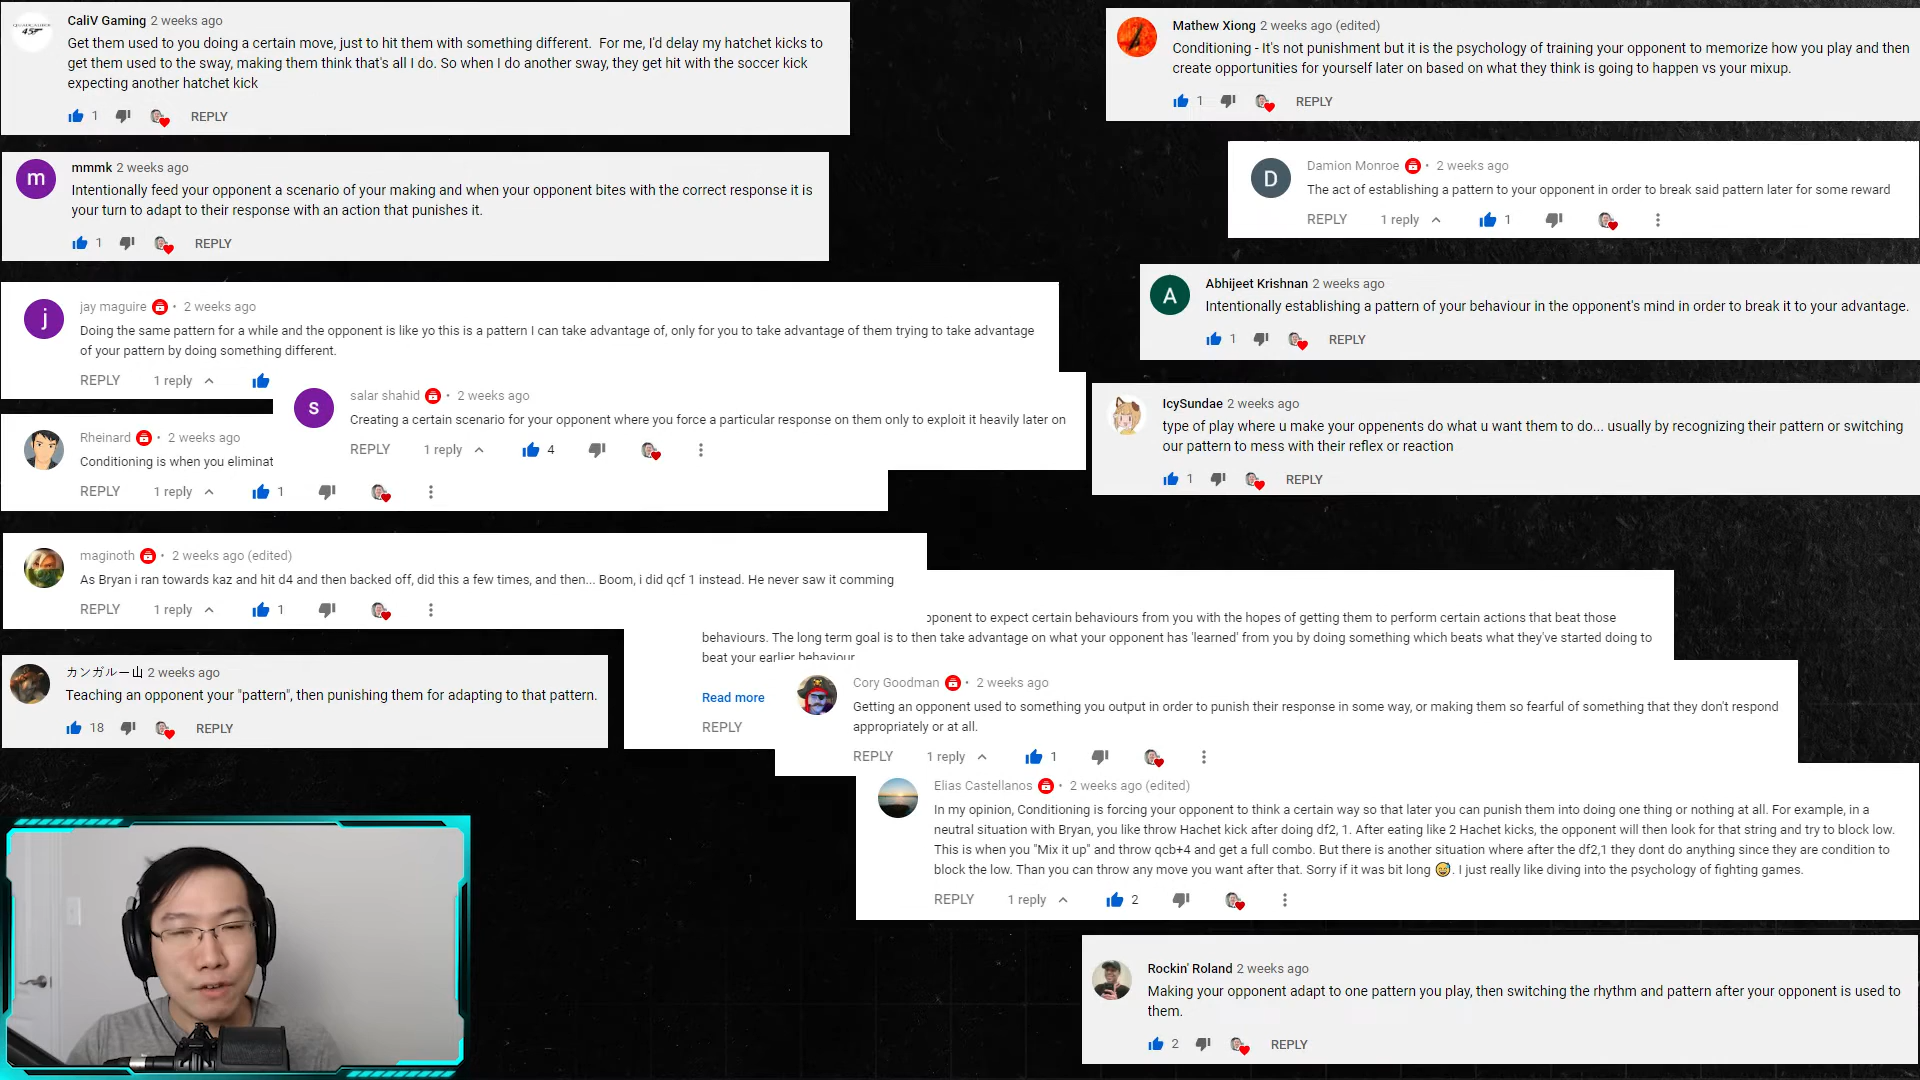 CaliV Gaming 2 weeks ago
Get them used to you doing a certain move, just to hit them with something different. For me, I'd delay my hatchet kicks to
get them used to the sway, making them think that's all I do. So when I do another sway, they get hit with the soccer kick
expecting another hatchet kick
1 REPLY
m
mmmk 2 weeks ago
Intentionally feed your opponent a scenario of your making and when your opponent bites with the correct response it is
your turn to adapt to their response with an action that punishes it.
1 REPLY
j
jay maguire • 2 weeks ago
Doing the same pattern for a while and the opponent is like yo this is a pattern I can take advantage of, only for you to take advantage of them trying to take advantage
of your pattern by doing something different.
REPLY 1 reply
s
salar shahid • 2 weeks ago
Creating a certain scenario for your opponent where you force a particular response on them only to exploit it heavily later on
REPLY 1 reply 4
Rheinard • 2 weeks ago
Conditioning is when you eliminat
REPLY 1 reply 1
maginoth • 2 weeks ago (edited)
As Bryan i ran towards kaz and hit d4 and then backed off, did this a few times, and then... Boom, i did qcf 1 instead. He never saw it comming
REPLY 1 reply 1
カンガルー山 2 weeks ago
Teaching an opponent your "pattern", then punishing them for adapting to that pattern.
18 REPLY
Mathew Xiong 2 weeks ago (edited)
Conditioning - It's not punishment but it is the psychology of training your opponent to memorize how you play and then
create opportunities for yourself later on based on what they think is going to happen vs your mixup.
1 REPLY
D
Damion Monroe • 2 weeks ago
The act of establishing a pattern to your opponent in order to break said pattern later for some reward
REPLY 1 reply 1
A
Abhijeet Krishnan 2 weeks ago
Intentionally establishing a pattern of your behaviour in the opponent's mind in order to break it to your advantage.
1 REPLY
IcySundae 2 weeks ago
type of play where u make your oppenents do what u want them to do... usually by recognizing their pattern or switching
our pattern to mess with their reflex or reaction
1 REPLY
pponent to expect certain behaviours from you with the hopes of getting them to perform certain actions that beat those
behaviours. The long term goal is to then take advantage on what your opponent has 'learned' from you by doing something which beats what they've started doing to
beat your earlier behaviour
Read more
REPLY
Cory Goodman • 2 weeks ago
Getting an opponent used to something you output in order to punish their response in some way, or making them so fearful of something that they don't respond
appropriately or at all.
REPLY 1 reply 1
Elias Castellanos • 2 weeks ago (edited)
In my opinion, Conditioning is forcing your opponent to think a certain way so that later you can punish them into doing one thing or nothing at all. For example, in a
neutral situation with Bryan, you like throw Hachet kick after doing df2, 1. After eating like 2 Hachet kicks, the opponent will then look for that string and try to block low.
This is when you "Mix it up" and throw qcb+4 and get a full combo. But there is another situation where after the df2,1 they dont do anything since they are condition to
block the low. Than you can throw any move you want after that. Sorry if it was bit long 😅. I just really like diving into the psychology of fighting games.
REPLY 1 reply 2
Rockin' Roland 2 weeks ago
Making your opponent adapt to one pattern you play, then switching the rhythm and pattern after your opponent is used to
them.
2 REPLY